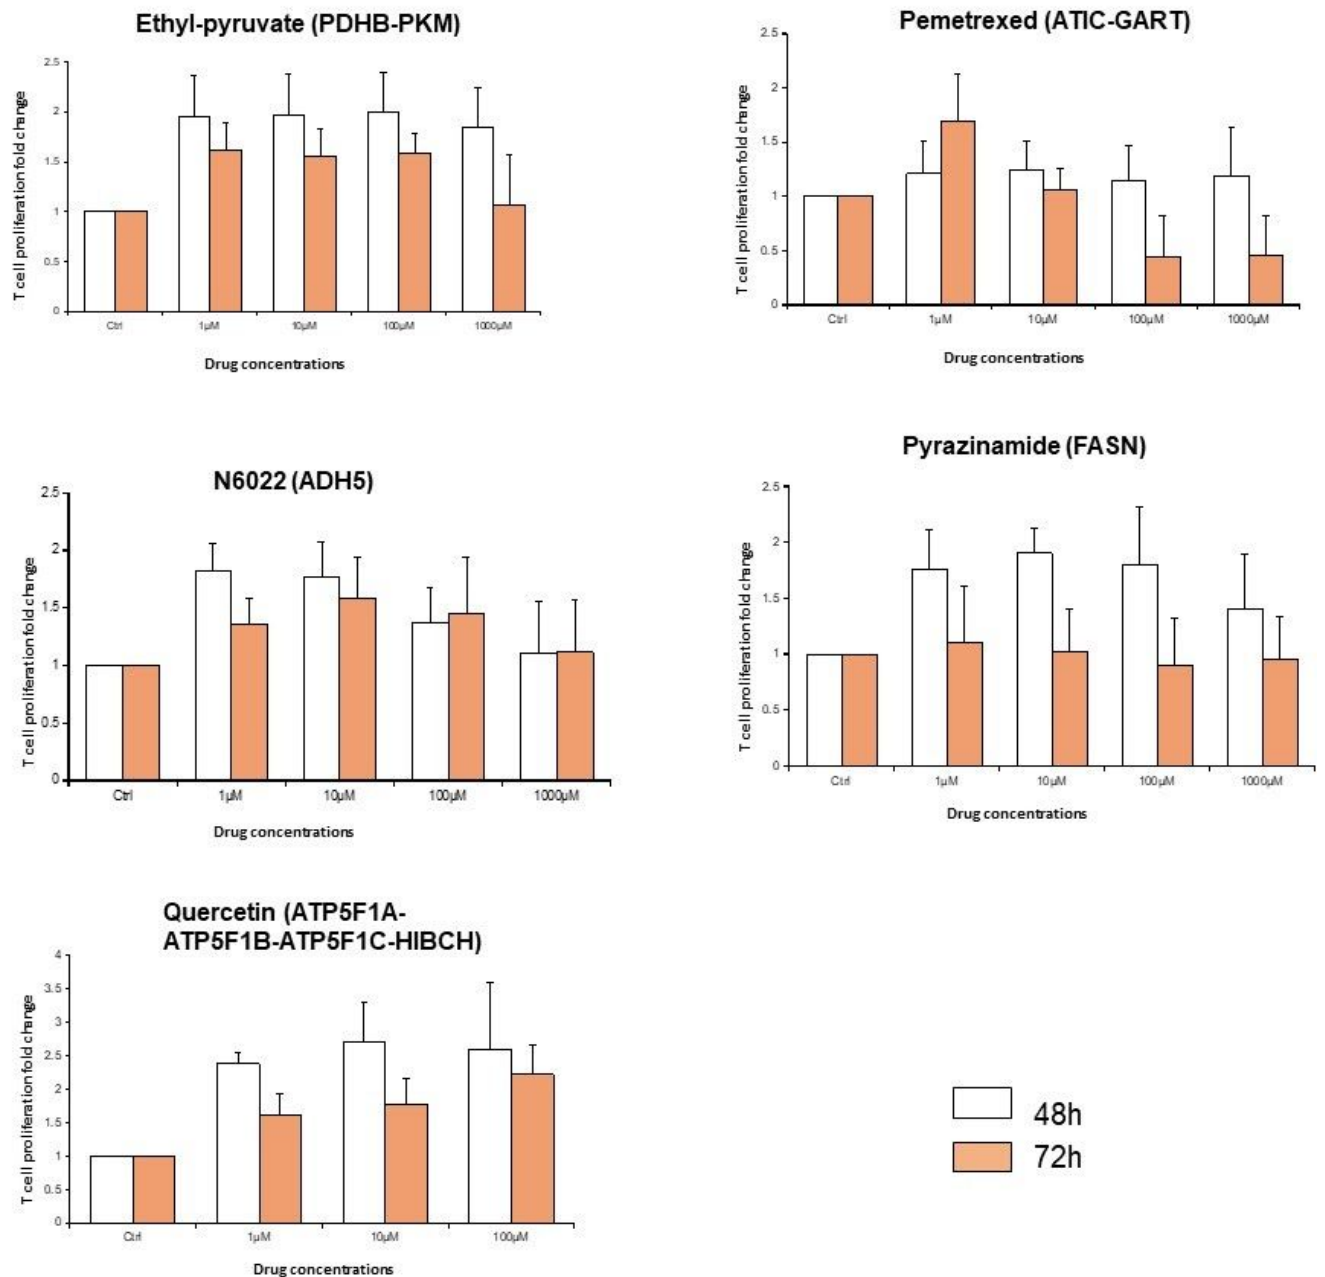 Ethyl-pyruvate (PDHB-PKM)
T cell proliferation fold change
2.5
2
1.5
1
0.5
0
Ctrl 1µM 10µM 100µM 1000µM
Drug concentrations
Pemetrexed (ATIC-GART)
T cell proliferation fold change
2.5
2
1.5
1
0.5
0
Ctrl 1µM 10µM 100µM 1000µM
Drug concentrations
N6022 (ADH5)
T cell proliferation fold change
2.5
2
1.5
1
0.5
0
Ctrl 1µM 10µM 100µM 1000µM
Drug concentrations
Pyrazinamide (FASN)
T cell proliferation fold change
2.5
2
1.5
1
0.5
0
Ctrl 1µM 10µM 100µM 1000µM
Drug concentrations
Quercetin (ATP5F1A-
ATP5F1B-ATP5F1C-HIBCH)
T cell proliferation fold change
4
3.5
3
2.5
2
1.5
1
0.5
0
Ctrl 1µM 10µM 100µM
Drug concentrations
48h
72h